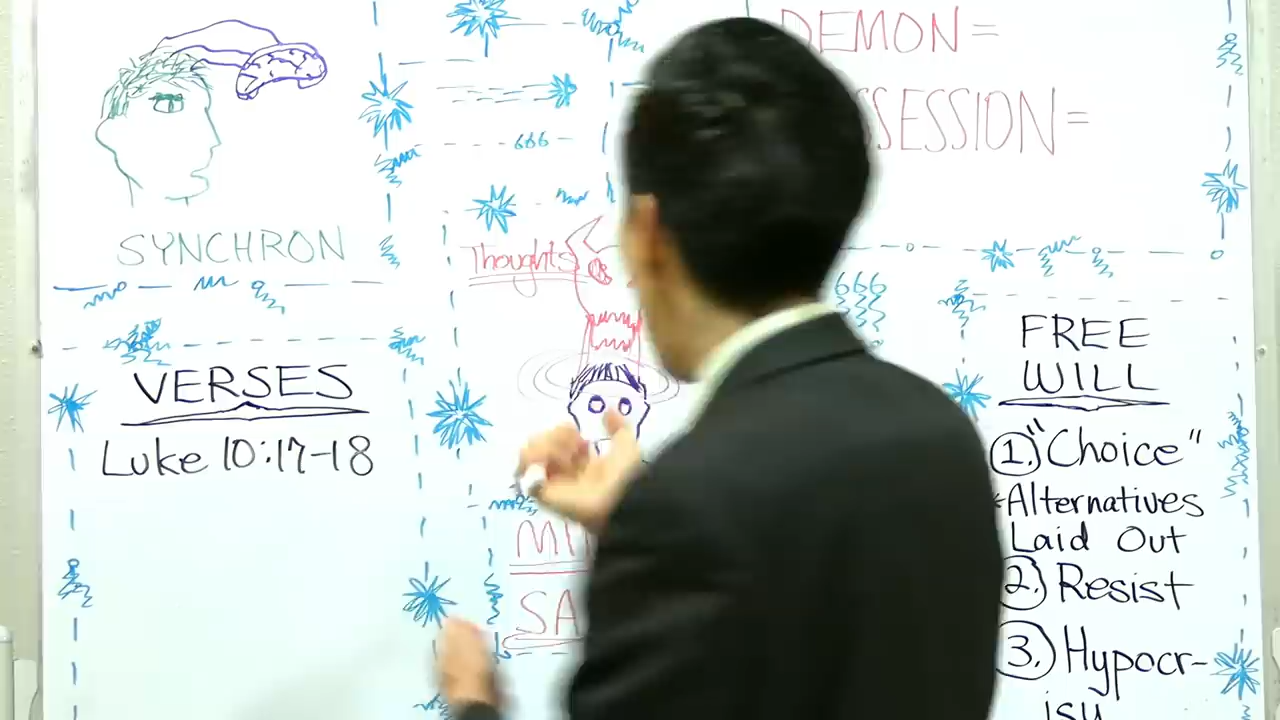 DEMON=
666
SYNCHRON
Thoughts
666
VERSES
Luke 10:17-18
FREE
WILL
1. "Choice"
*Alternatives
Laid Out
2. Resist
3. Hypocr-
isy